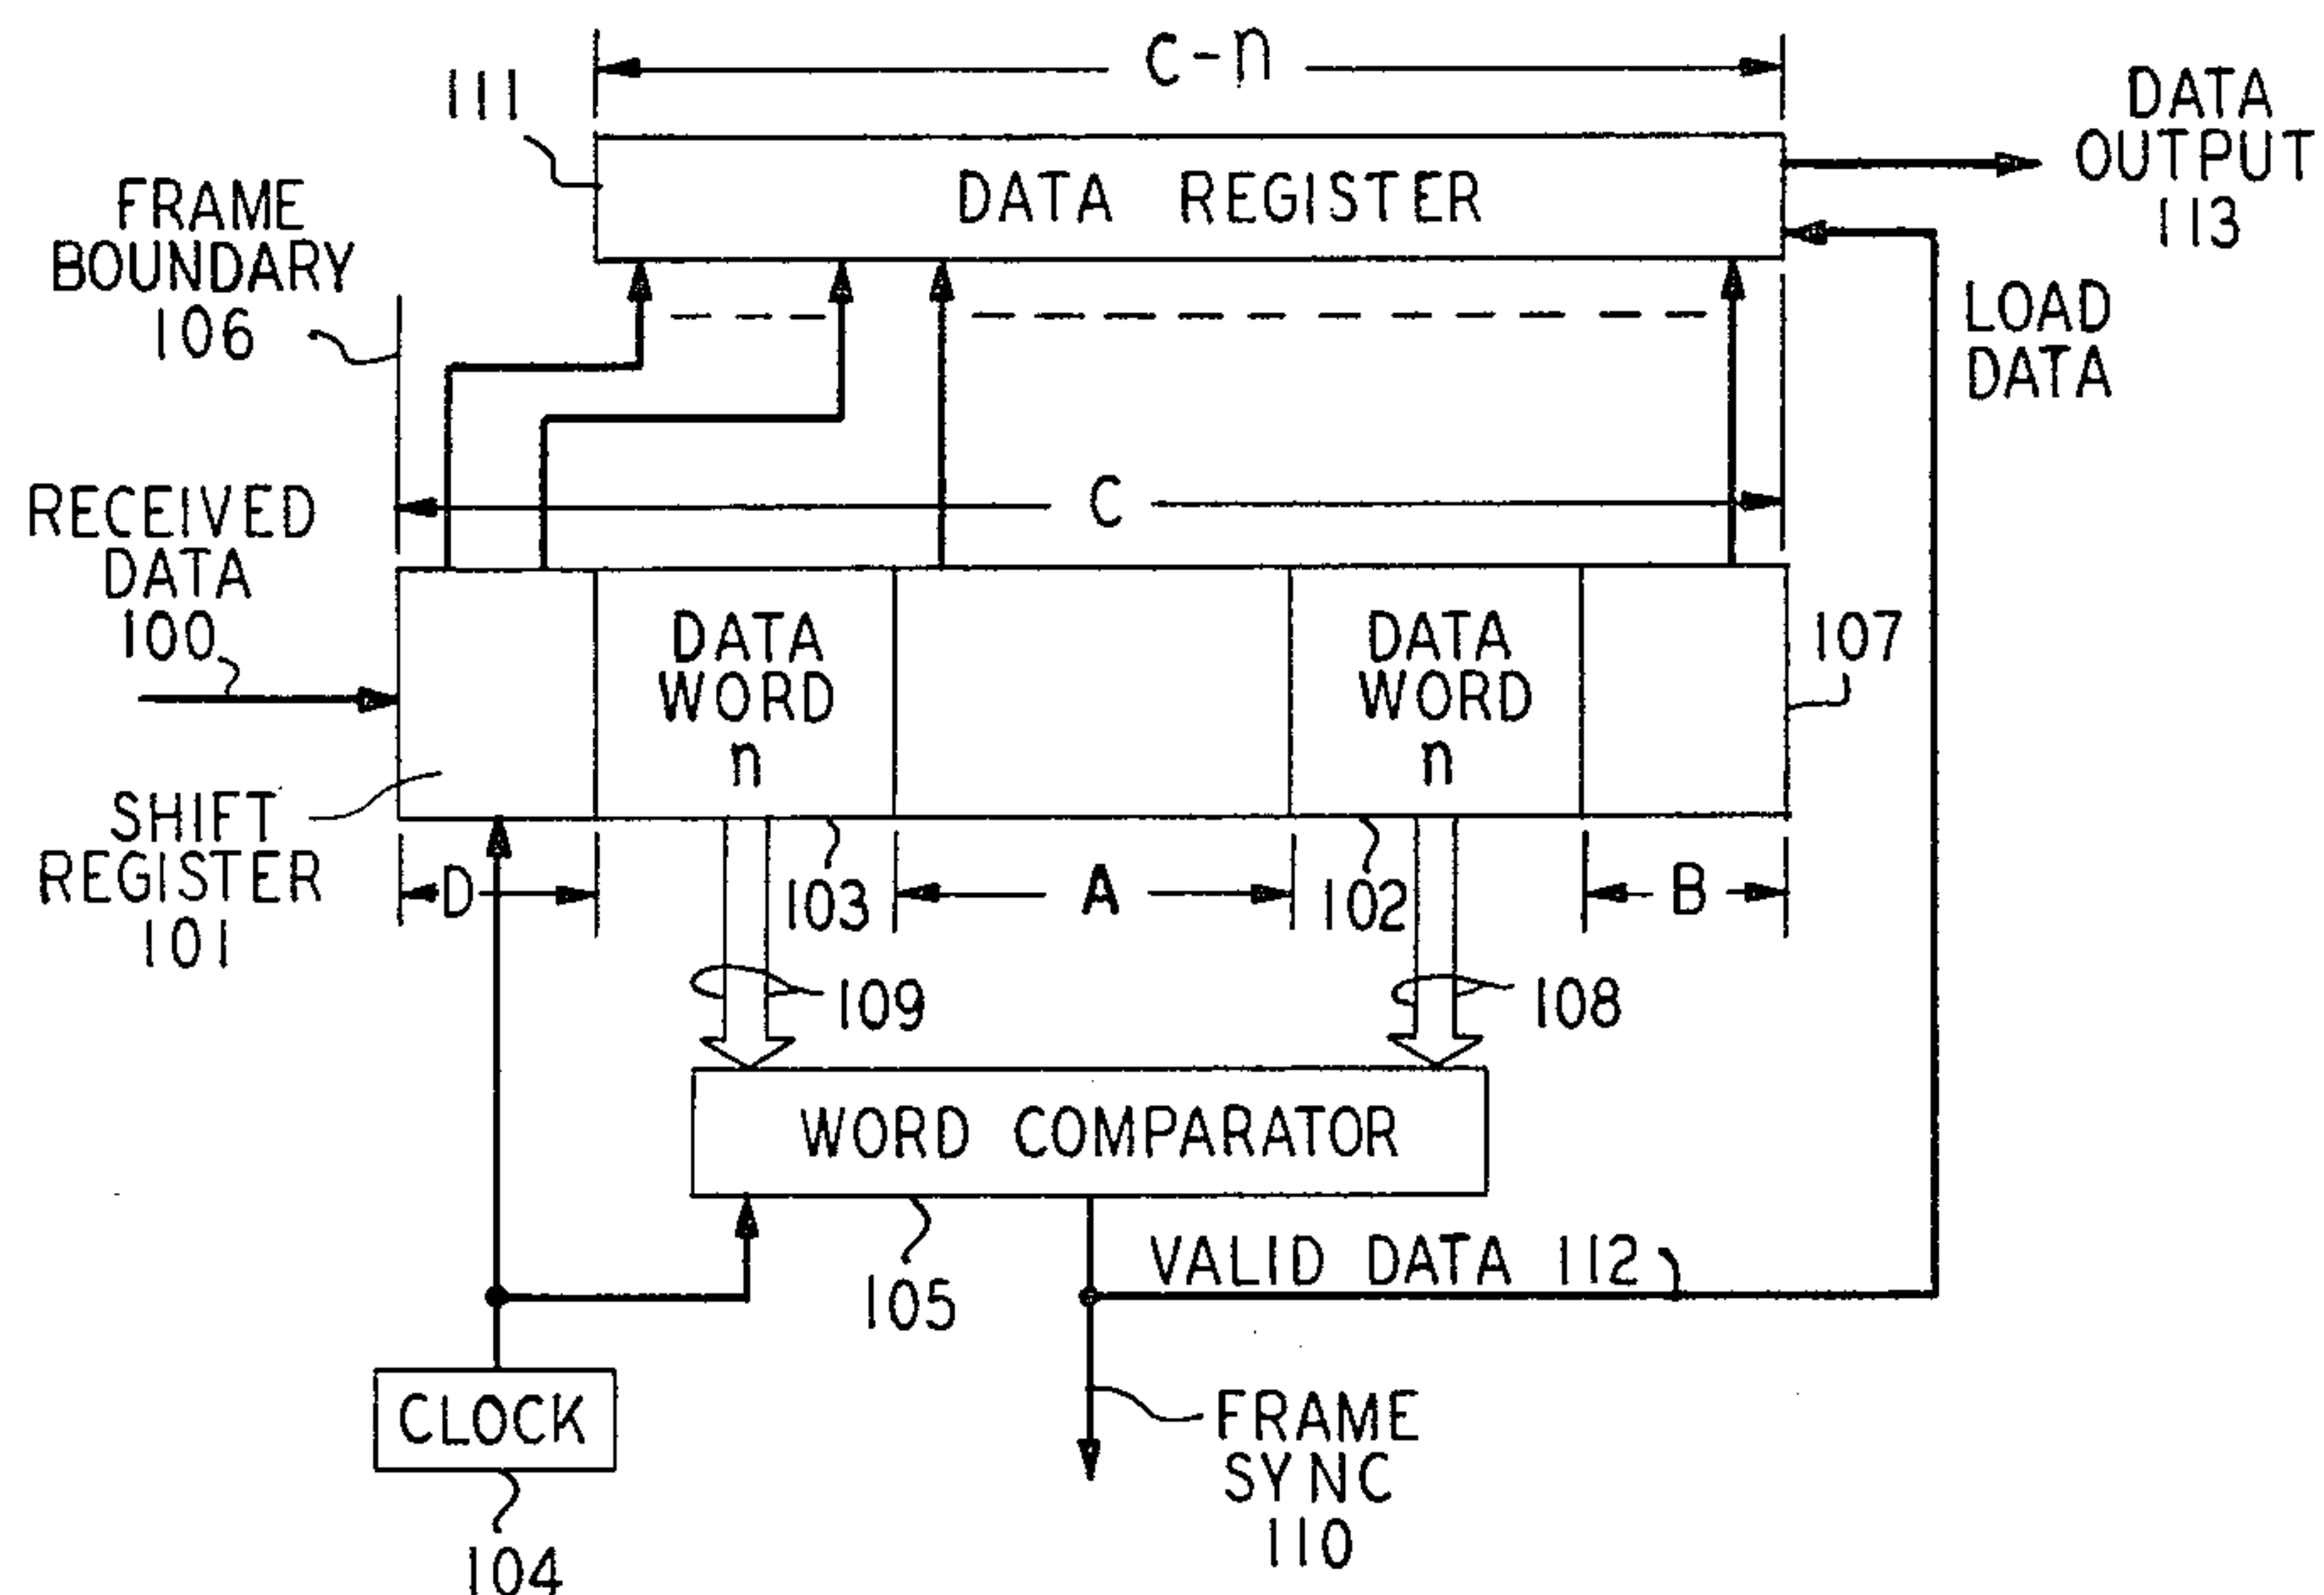 C-n
111
DATA
OUTPUT
113
DATA REGISTER
FRAME
BOUNDARY
106
LOAD
DATA
C
RECEIVED
DATA
100
DATA
WORD
n
DATA
WORD
n
107
SHIFT
REGISTER
101
D
103
A
102
B
109
108
WORD COMPARATOR
105
VALID DATA 112
CLOCK
104
FRAME
SYNC
110